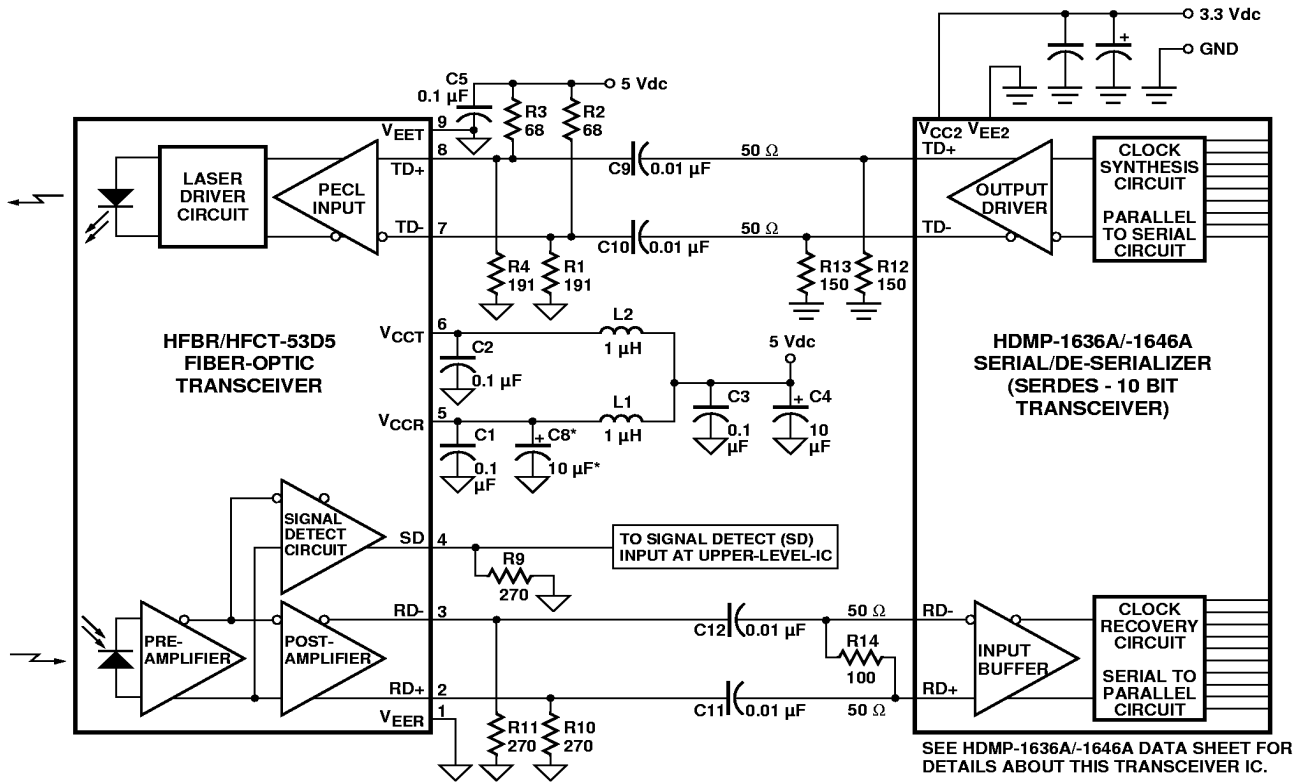 3.3 Vdc
GND
C5
0.1 µF
5 Vdc
R3
68
R2
68
9
VEET
VCC2 VEE2
8
TD+
C9
0.01 µF
50 Ω
TD+
LASER
DRIVER
CIRCUIT
PECL
INPUT
OUTPUT
DRIVER
CLOCK
SYNTHESIS
CIRCUIT
PARALLEL
TO SERIAL
CIRCUIT
7
TD-
C10
0.01 µF
50 Ω
TD-
R4
191
R1
191
R13
150
R12
150
HFBR/HFCT-53D5
FIBER-OPTIC
TRANSCEIVER
6
VCCT
L2
1 µH
C2
0.1 µF
5 Vdc
HDMP-1636A/-1646A
SERIAL/DE-SERIALIZER
(SERDES - 10 BIT
TRANSCEIVER)
5
VCCR
L1
1 µH
C3
0.1
µF
+ C4
10
µF
C1
0.1
µF
+ C8*
10 µF*
SIGNAL
DETECT
CIRCUIT
SD
4
TO SIGNAL DETECT (SD)
INPUT AT UPPER-LEVEL-IC
R9
270
RD-
3
C12
0.01 µF
50 Ω
RD-
PRE-
AMPLIFIER
POST-
AMPLIFIER
R14
100
INPUT
BUFFER
CLOCK
RECOVERY
CIRCUIT
SERIAL TO
PARALLEL
CIRCUIT
RD+
2
C11
0.01 µF
50 Ω
RD+
1
VEER
R11
270
R10
270
SEE HDMP-1636A/-1646A DATA SHEET FOR
DETAILS ABOUT THIS TRANSCEIVER IC.